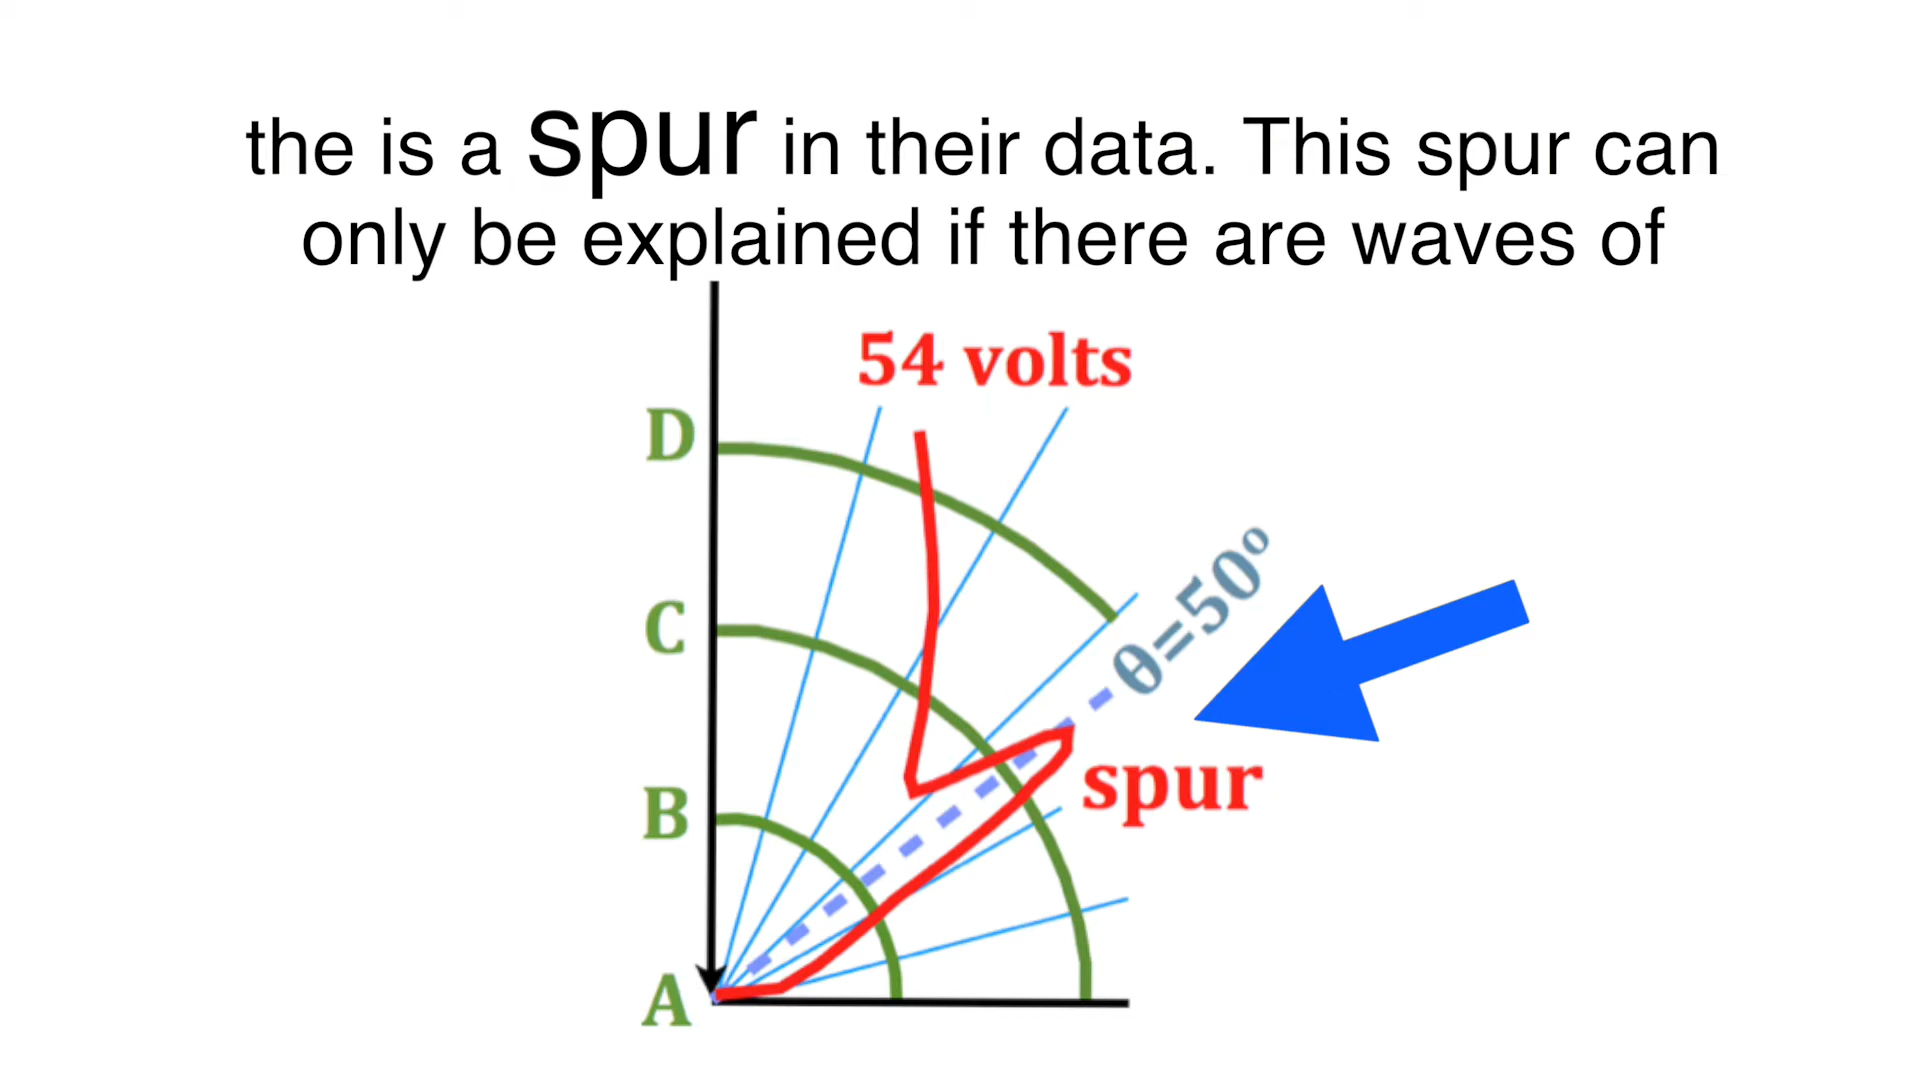 the is a spur in their data. This spur can
only be explained if there are waves of
54 volts
D
θ=50º
C
spur
B
A